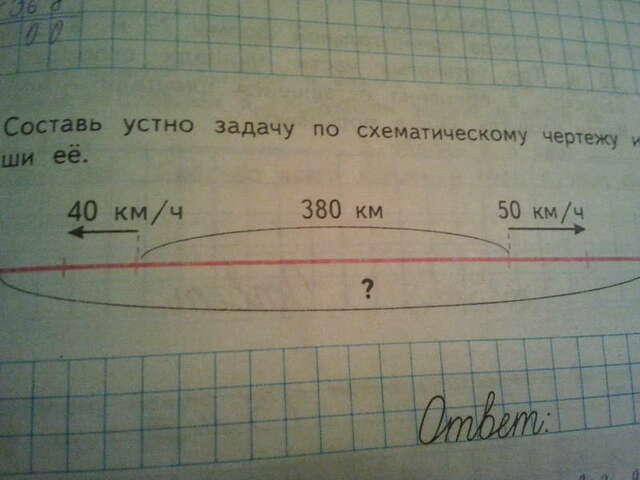 Составь устно задачу по схематическому чертежу и
ши её.
40 км/ч 380 км 50 км/ч
?
Ответ: